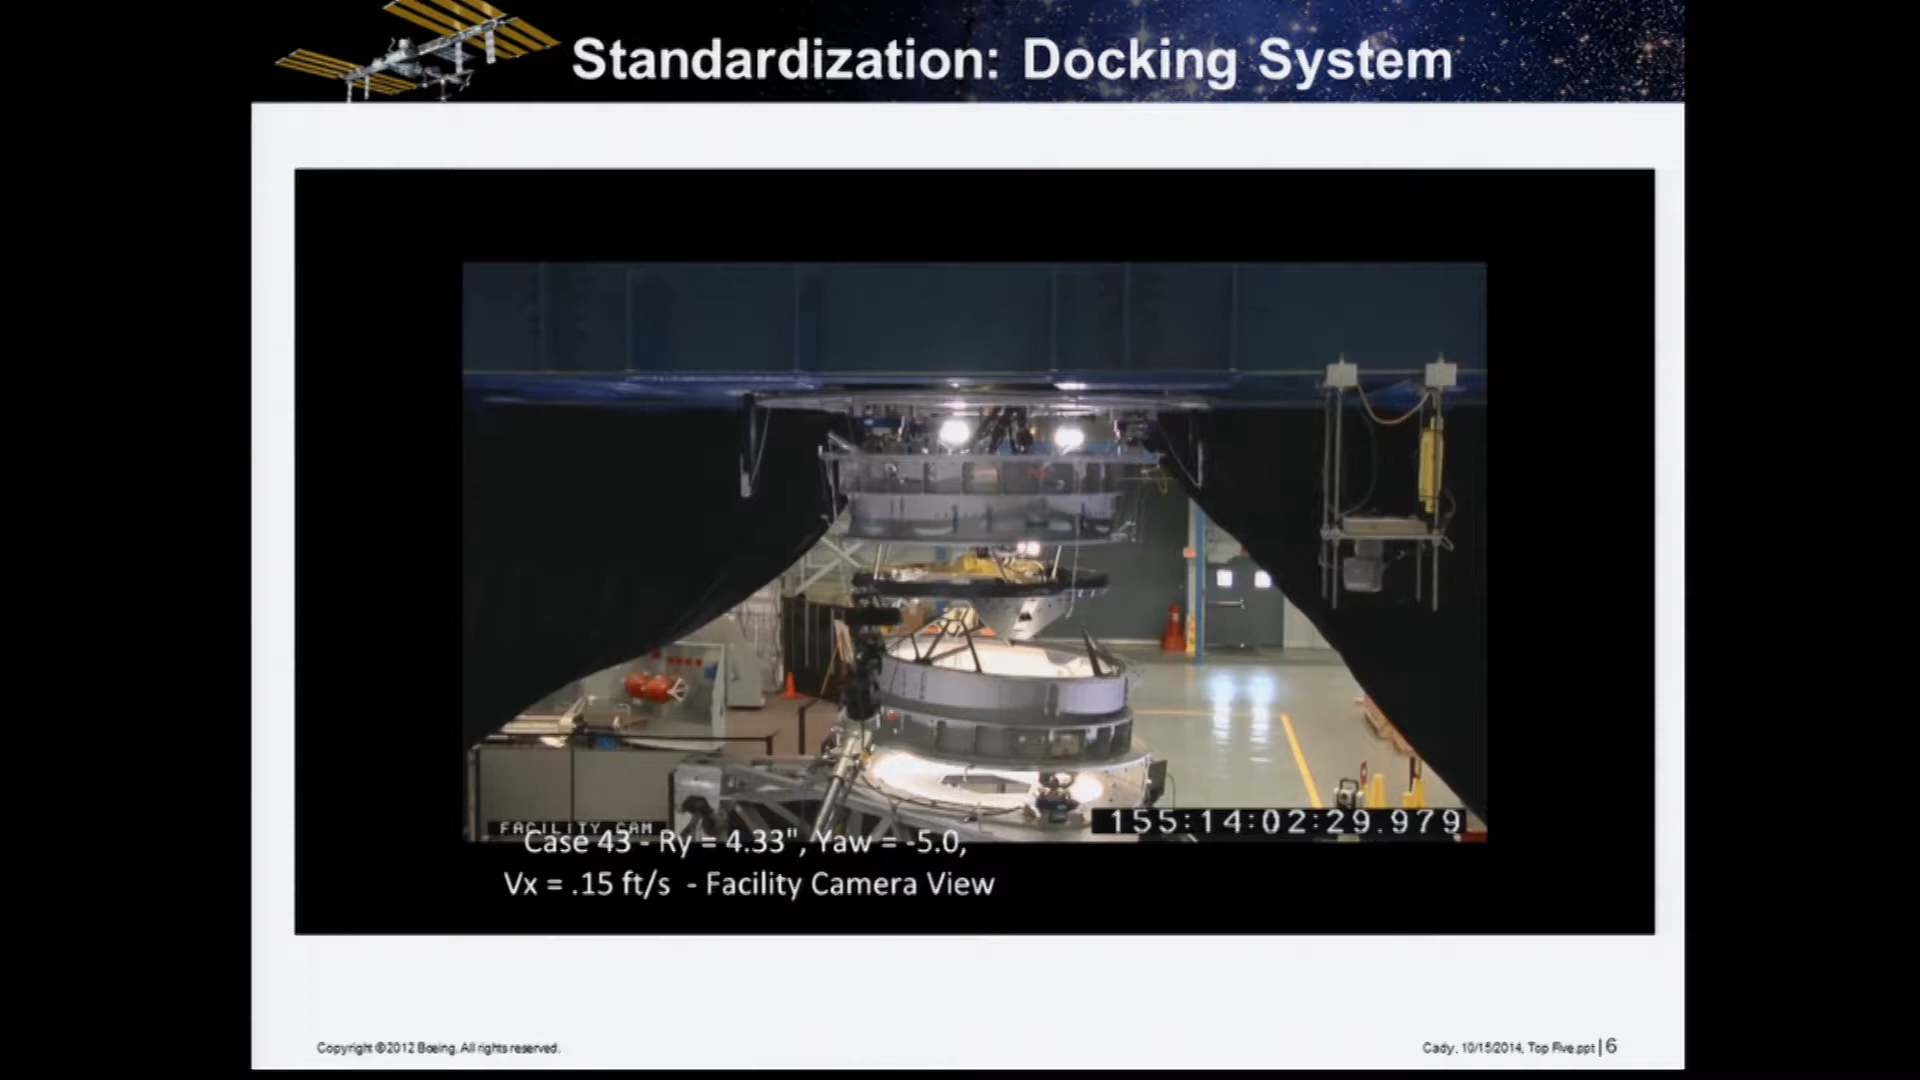 Standardization: Docking System
FACILITY CAM
155:14:02:29.979
Case 43 - Ry = 4.33", Yaw = -5.0,
Vx = .15 ft/s - Facility Camera View
Copyright ©2012 Boeing. All rights reserved.
Cady, 10/15/2014, Top Five.ppt | 6